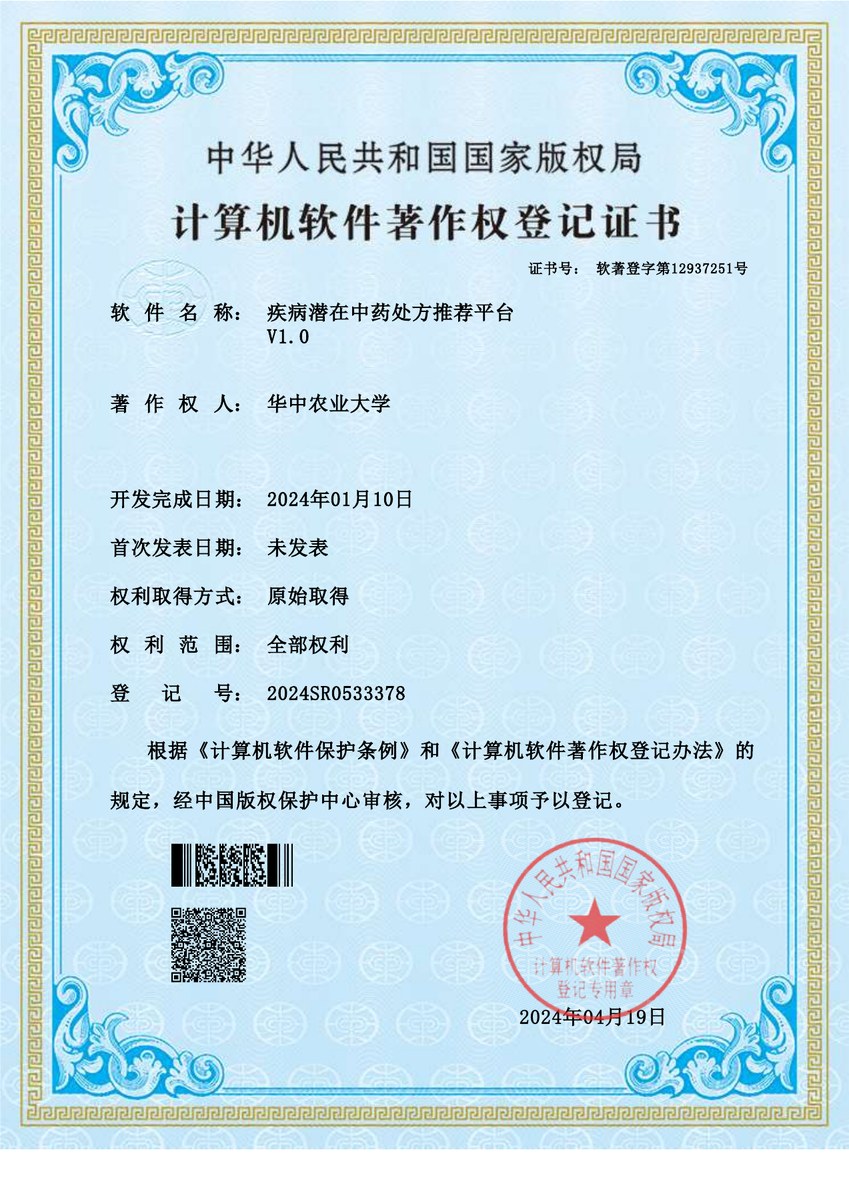 中华人民共和国国家版权局
计算机软件著作权登记证书
证书号： 软著登字第12937251号
软件名称： 疾病潜在中药处方推荐平台
V1.0
著作权人： 华中农业大学
开发完成日期： 2024年01月10日
首次发表日期： 未发表
权利取得方式： 原始取得
权利范围： 全部权利
登记号： 2024SR0533378
根据《计算机软件保护条例》和《计算机软件著作权登记办法》的
规定，经中国版权保护中心审核，对以上事项予以登记。
中华人民共和国国家版权局
计算机软件著作权
登记专用章
2024年04月19日